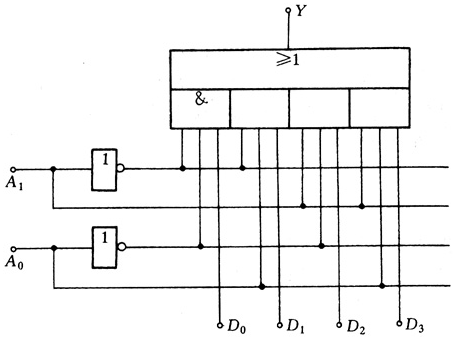 Y
≥1
&
1
A₁
1
A₀
D₀ D₁ D₂ D₃